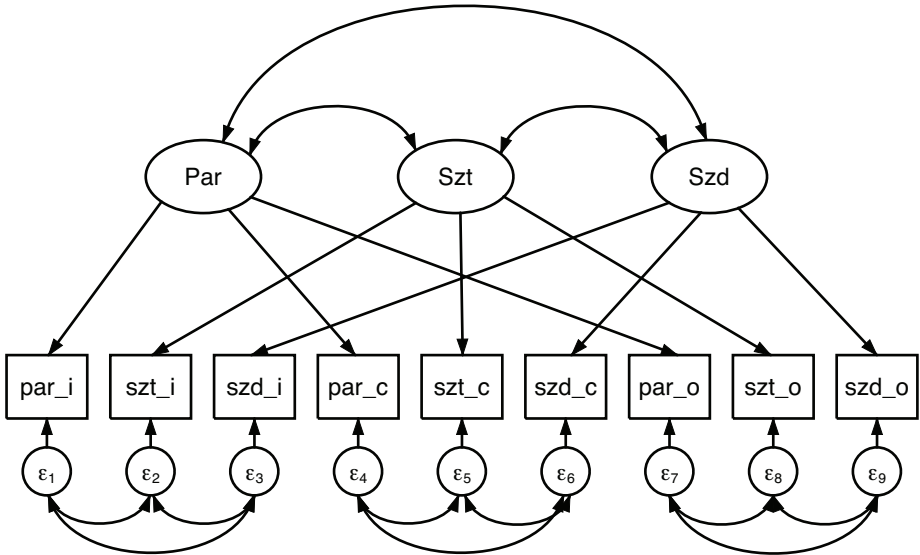 Par Szt Szd
par_i szt_i szd_i par_c szt_c szd_c par_o szt_o szd_o
ε₁ ε₂ ε₃ ε₄ ε₅ ε₆ ε₇ ε₈ ε₉